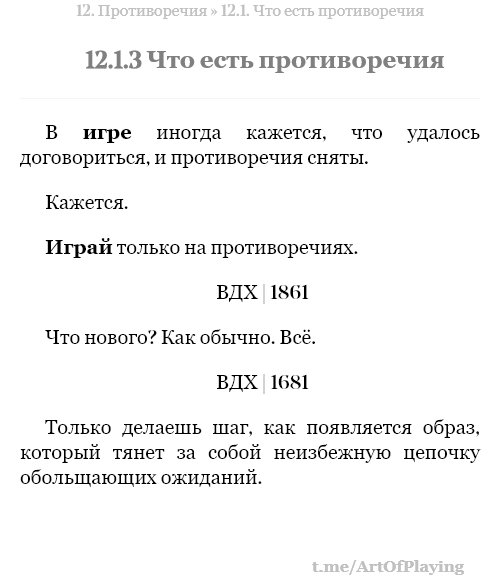 12. Противоречия » 12.1. Что есть противоречия
12.1.3 Что есть противоречия
В игре иногда кажется, что удалось
договориться, и противоречия сняты.
Кажется.
Играй только на противоречиях.
ВДХ | 1861
Что нового? Как обычно. Всё.
ВДХ | 1681
Только делаешь шаг, как появляется образ,
который тянет за собой неизбежную цепочку
обольщающих ожиданий.
t.me/ArtOfPlaying